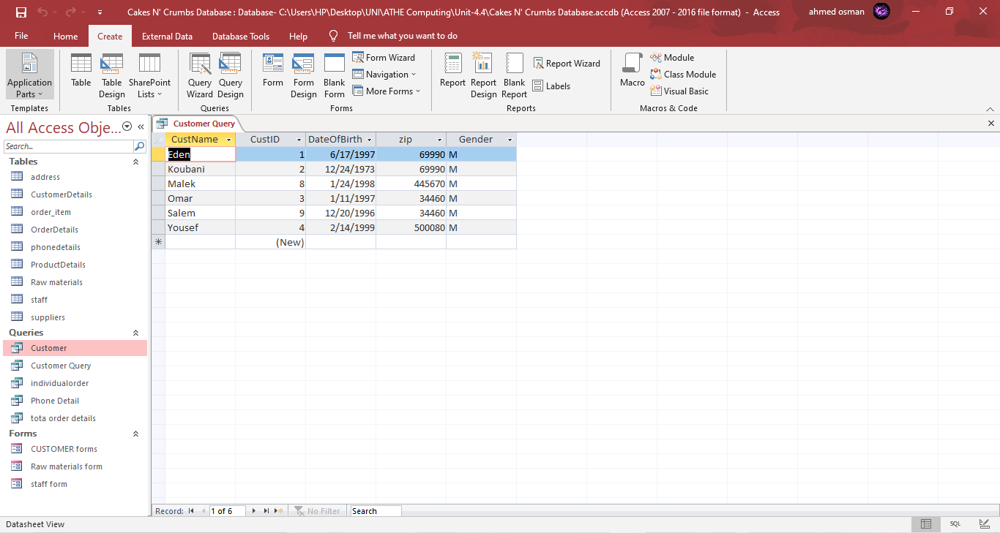 Cakes N' Crumbs Database : Database- C:\Users\HP\Desktop\UNI\ATHE Computing\Unit-4.4\Cakes N' Crumbs Database.accdb (Access 2007 - 2016 file format) - Access
ahmed osman
File Home Create External Data Database Tools Help Tell me what you want to do
Application Parts
Templates
Table
Table Design
SharePoint Lists
Tables
Query Wizard
Query Design
Queries
Form
Form Design
Blank Form
Form Wizard
Navigation
More Forms
Forms
Report
Report Design
Blank Report
Report Wizard
Labels
Reports
Macro
Module
Class Module
Visual Basic
Macros & Code
All Access Obje...
Search...
Tables
address
CustomerDetails
order_item
OrderDetails
phonedetails
ProductDetails
Raw materials
staff
suppliers
Queries
Customer
Customer Query
individualorder
Phone Detail
tota order details
Forms
CUSTOMER forms
Raw materials form
staff form
Customer Query
CustName CustID DateOfBirth zip Gender
Eden 1 6/17/1997 69990 M
Koubani 2 12/24/1973 69990 M
Malek 8 1/24/1998 445670 M
Omar 3 1/11/1997 34460 M
Salem 9 12/20/1996 34460 M
Yousef 4 2/14/1999 500080 M
(New)
Record: 1 of 6 No Filter Search
Datasheet View
SQL